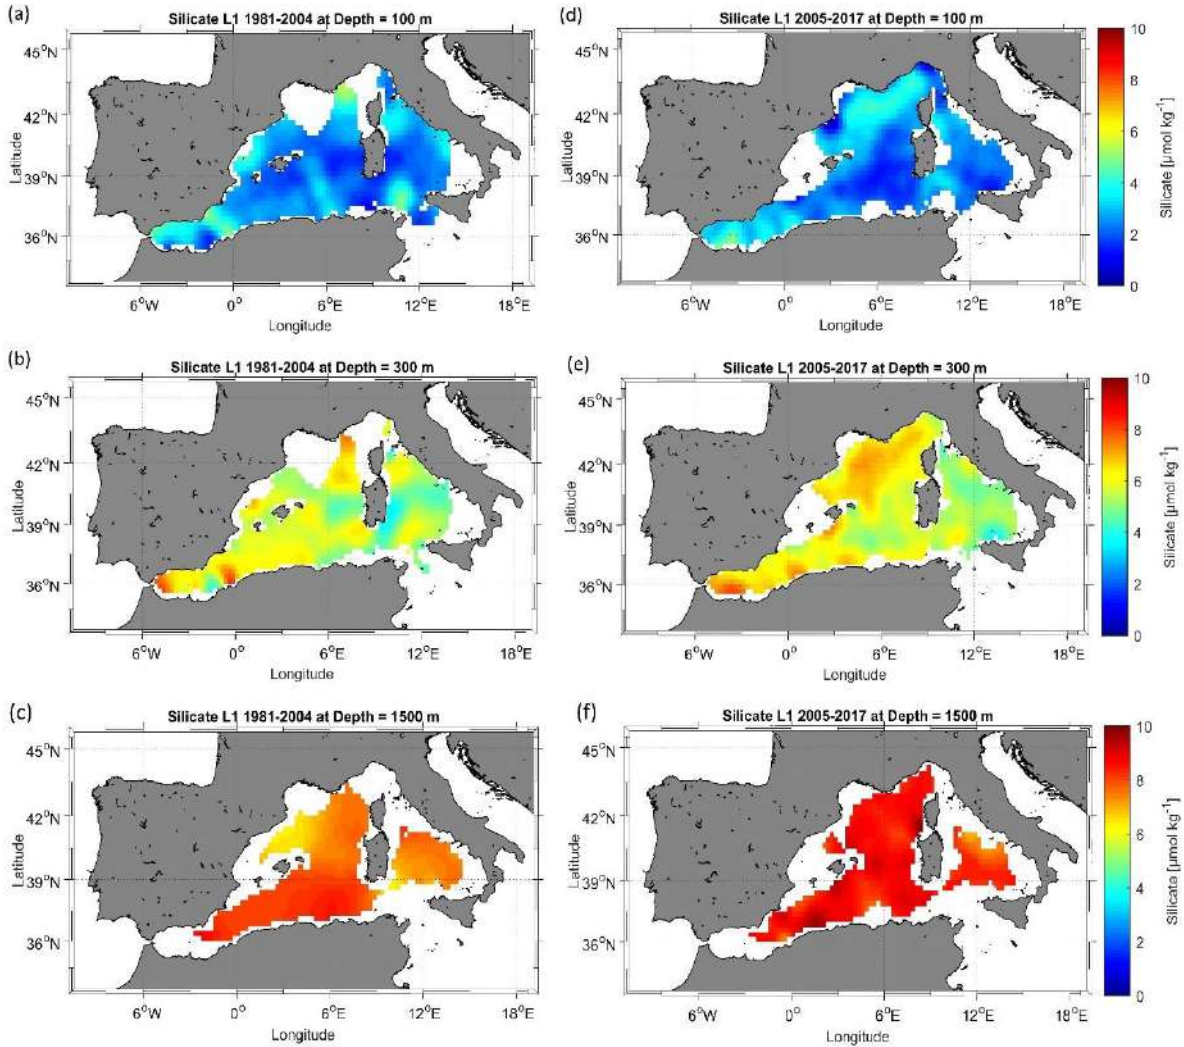 (a)
Silicate L1 1981-2004 at Depth = 100 m
45°N
42°N
39°N
36°N
Latitude
6°W 0° 6°E 12°E 18°E
Longitude
(d)
Silicate L1 2005-2017 at Depth = 100 m
45°N
42°N
39°N
36°N
Latitude
6°W 0° 6°E 12°E 18°E
Longitude
10
8
6
4
2
0
Silicate [µmol kg⁻¹]
(b)
Silicate L1 1981-2004 at Depth = 300 m
45°N
42°N
39°N
36°N
Latitude
6°W 0° 6°E 12°E 18°E
Longitude
(e)
Silicate L1 2005-2017 at Depth = 300 m
45°N
42°N
39°N
36°N
Latitude
6°W 0° 6°E 12°E 18°E
Longitude
10
8
6
4
2
0
Silicate [µmol kg⁻¹]
(c)
Silicate L1 1981-2004 at Depth = 1500 m
45°N
42°N
39°N
36°N
Latitude
6°W 0° 6°E 12°E 18°E
Longitude
(f)
Silicate L1 2005-2017 at Depth = 1500 m
45°N
42°N
39°N
36°N
Latitude
6°W 0° 6°E 12°E 18°E
Longitude
10
8
6
4
2
0
Silicate [µmol kg⁻¹]